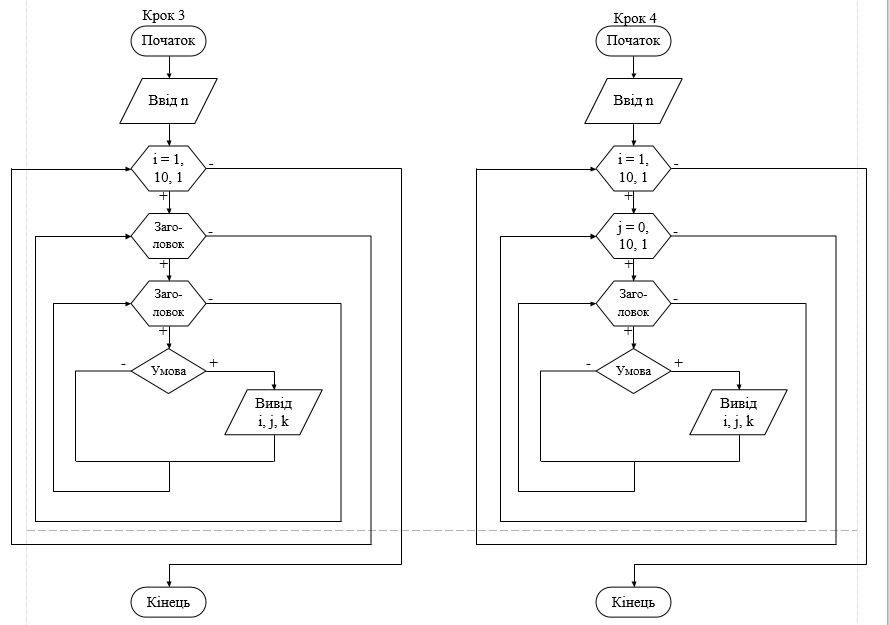 Крок 3
Початок
Ввід n
i = 1,
10, 1
-
+
Заго-
ловок
-
+
Заго-
ловок
-
+
Умова
-
+
Вивід
i, j, k
Кінець
Крок 4
Початок
Ввід n
i = 1,
10, 1
-
+
j = 0,
10, 1
-
+
Заго-
ловок
-
+
Умова
-
+
Вивід
i, j, k
Кінець